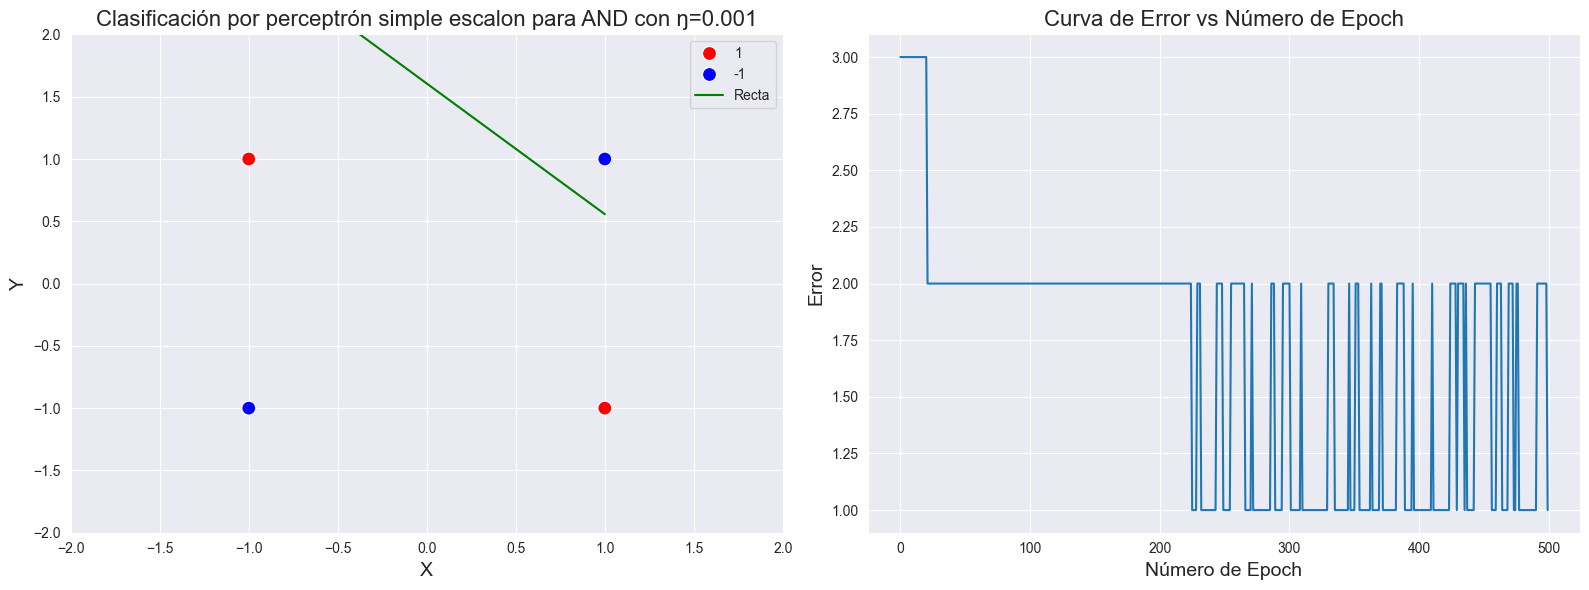 Clasificación por perceptrón simple escalon para AND con ŋ=0.001
2.0
1.5
1.0
0.5
0.0
−0.5
−1.0
−1.5
−2.0
Y
−2.0 −1.5 −1.0 −0.5 0.0 0.5 1.0 1.5 2.0
X
1
-1
Recta
Curva de Error vs Número de Epoch
3.00
2.75
2.50
2.25
2.00
1.75
1.50
1.25
1.00
Error
0 100 200 300 400 500
Número de Epoch